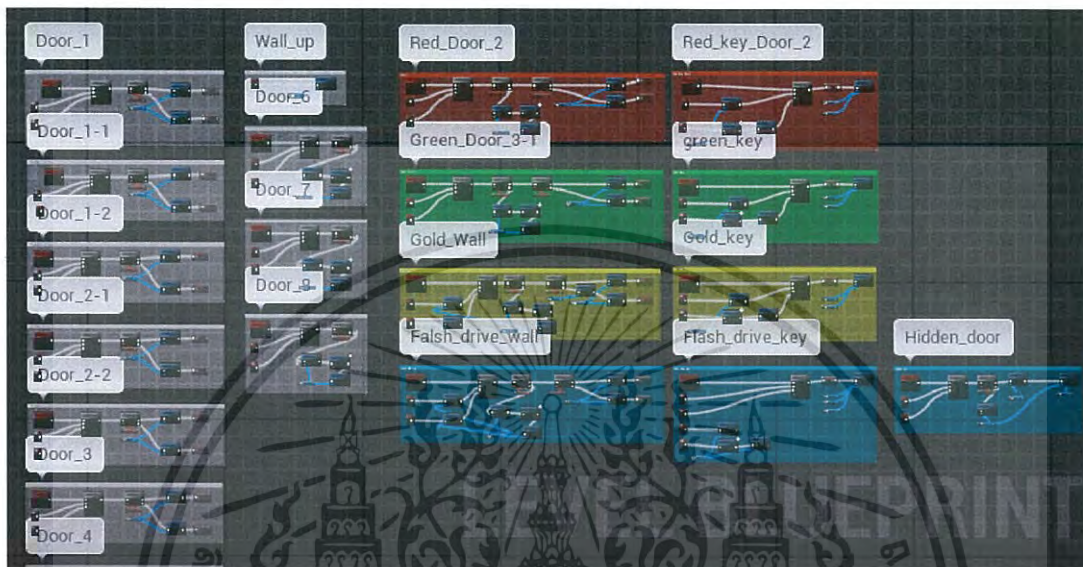 Door_1
Door_1-1
Door_1-2
Door_2-1
Door_2-2
Door_3
Door_4
Wall_up
Door_6
Door_7
Door_8
Red_Door_2
Green_Door_3-1
Gold_Wall
Falsh_drive_wall
Red_key_Door_2
green_key
Gold_key
Flash_drive_key
Hidden_door
LEVEL BLUEPRINT